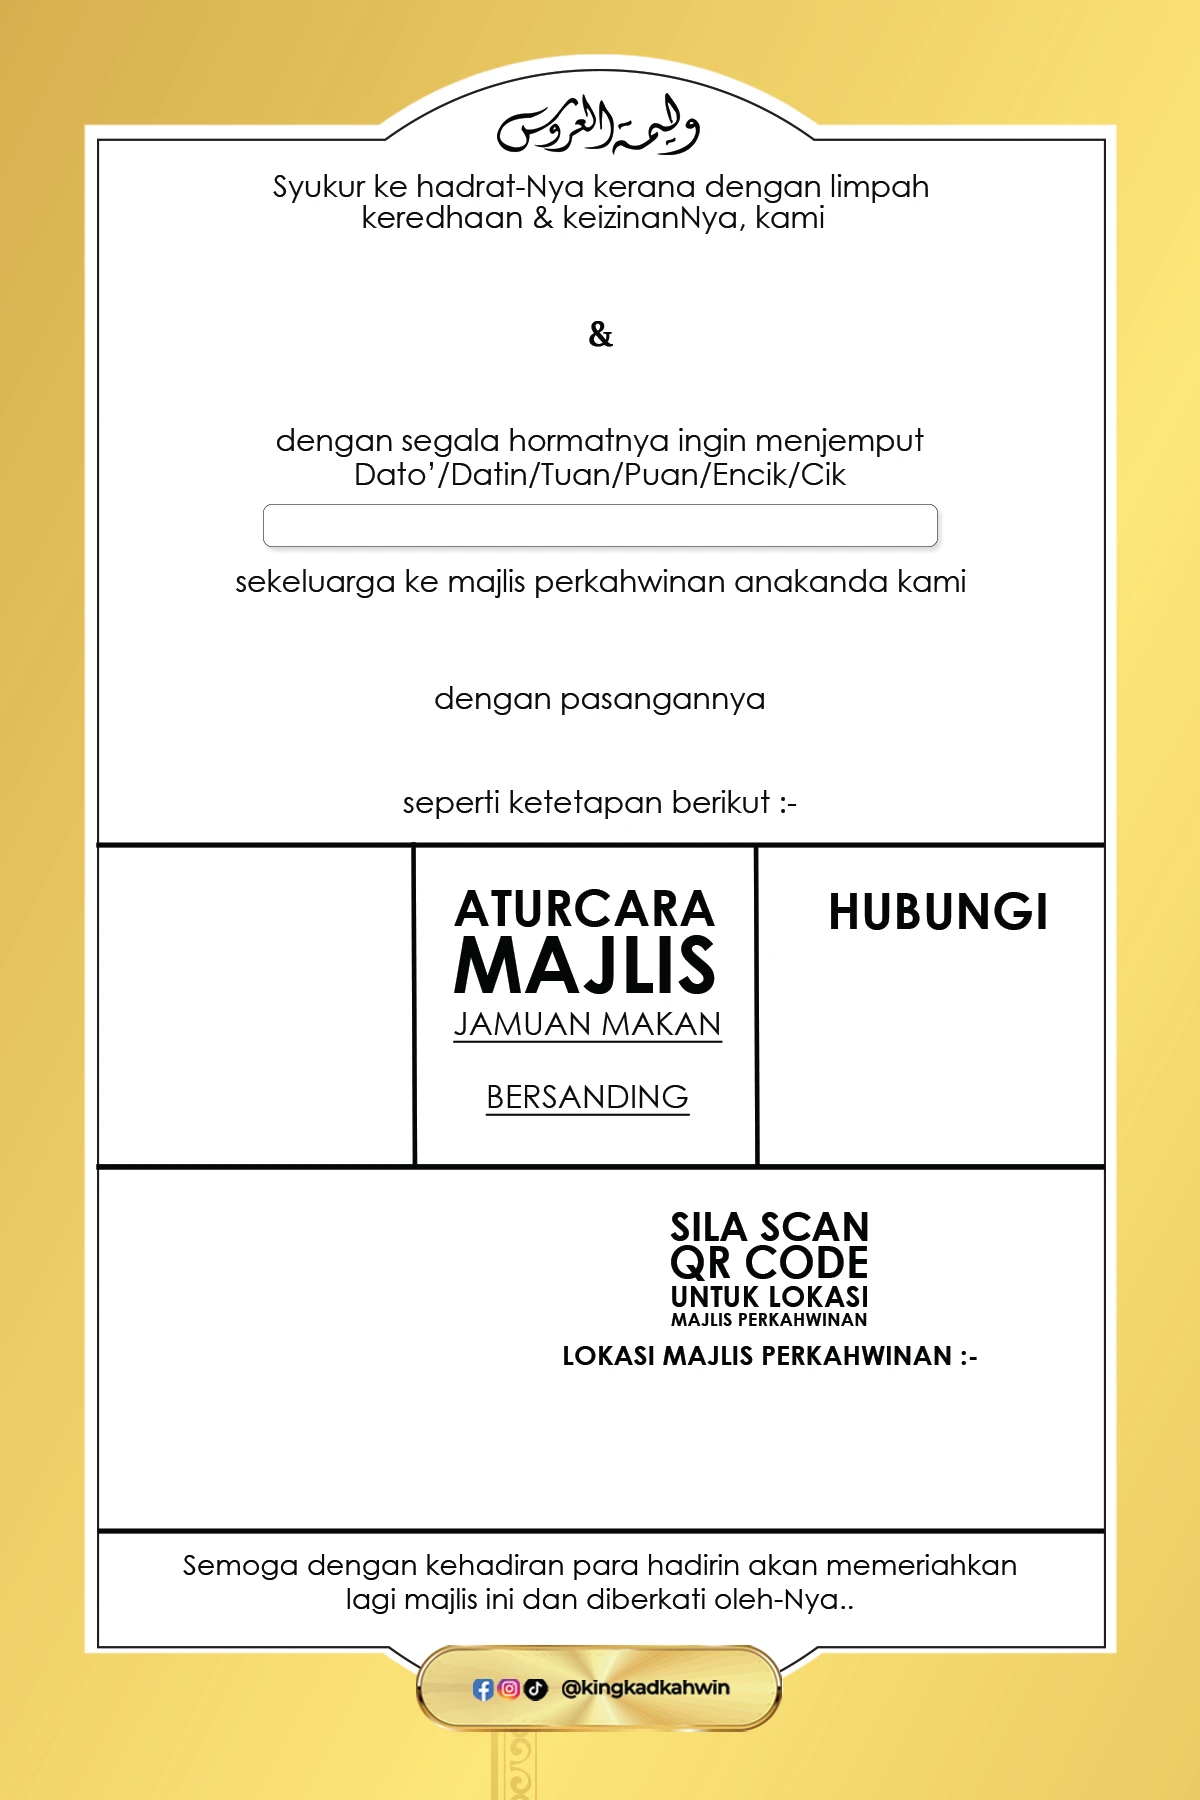 وليمة العروس
Syukur ke hadrat-Nya kerana dengan limpah
keredhaan & keizinanNya, kami
&
dengan segala hormatnya ingin menjemput
Dato’/Datin/Tuan/Puan/Encik/Cik
sekeluarga ke majlis perkahwinan anakanda kami
dengan pasangannya
seperti ketetapan berikut :-
ATURCARA
MAJLIS
JAMUAN MAKAN
BERSANDING
HUBUNGI
SILA SCAN
QR CODE
UNTUK LOKASI
MAJLIS PERKAHWINAN
LOKASI MAJLIS PERKAHWINAN :-
Semoga dengan kehadiran para hadirin akan memeriahkan
lagi majlis ini dan diberkati oleh-Nya..
@kingkadkahwin